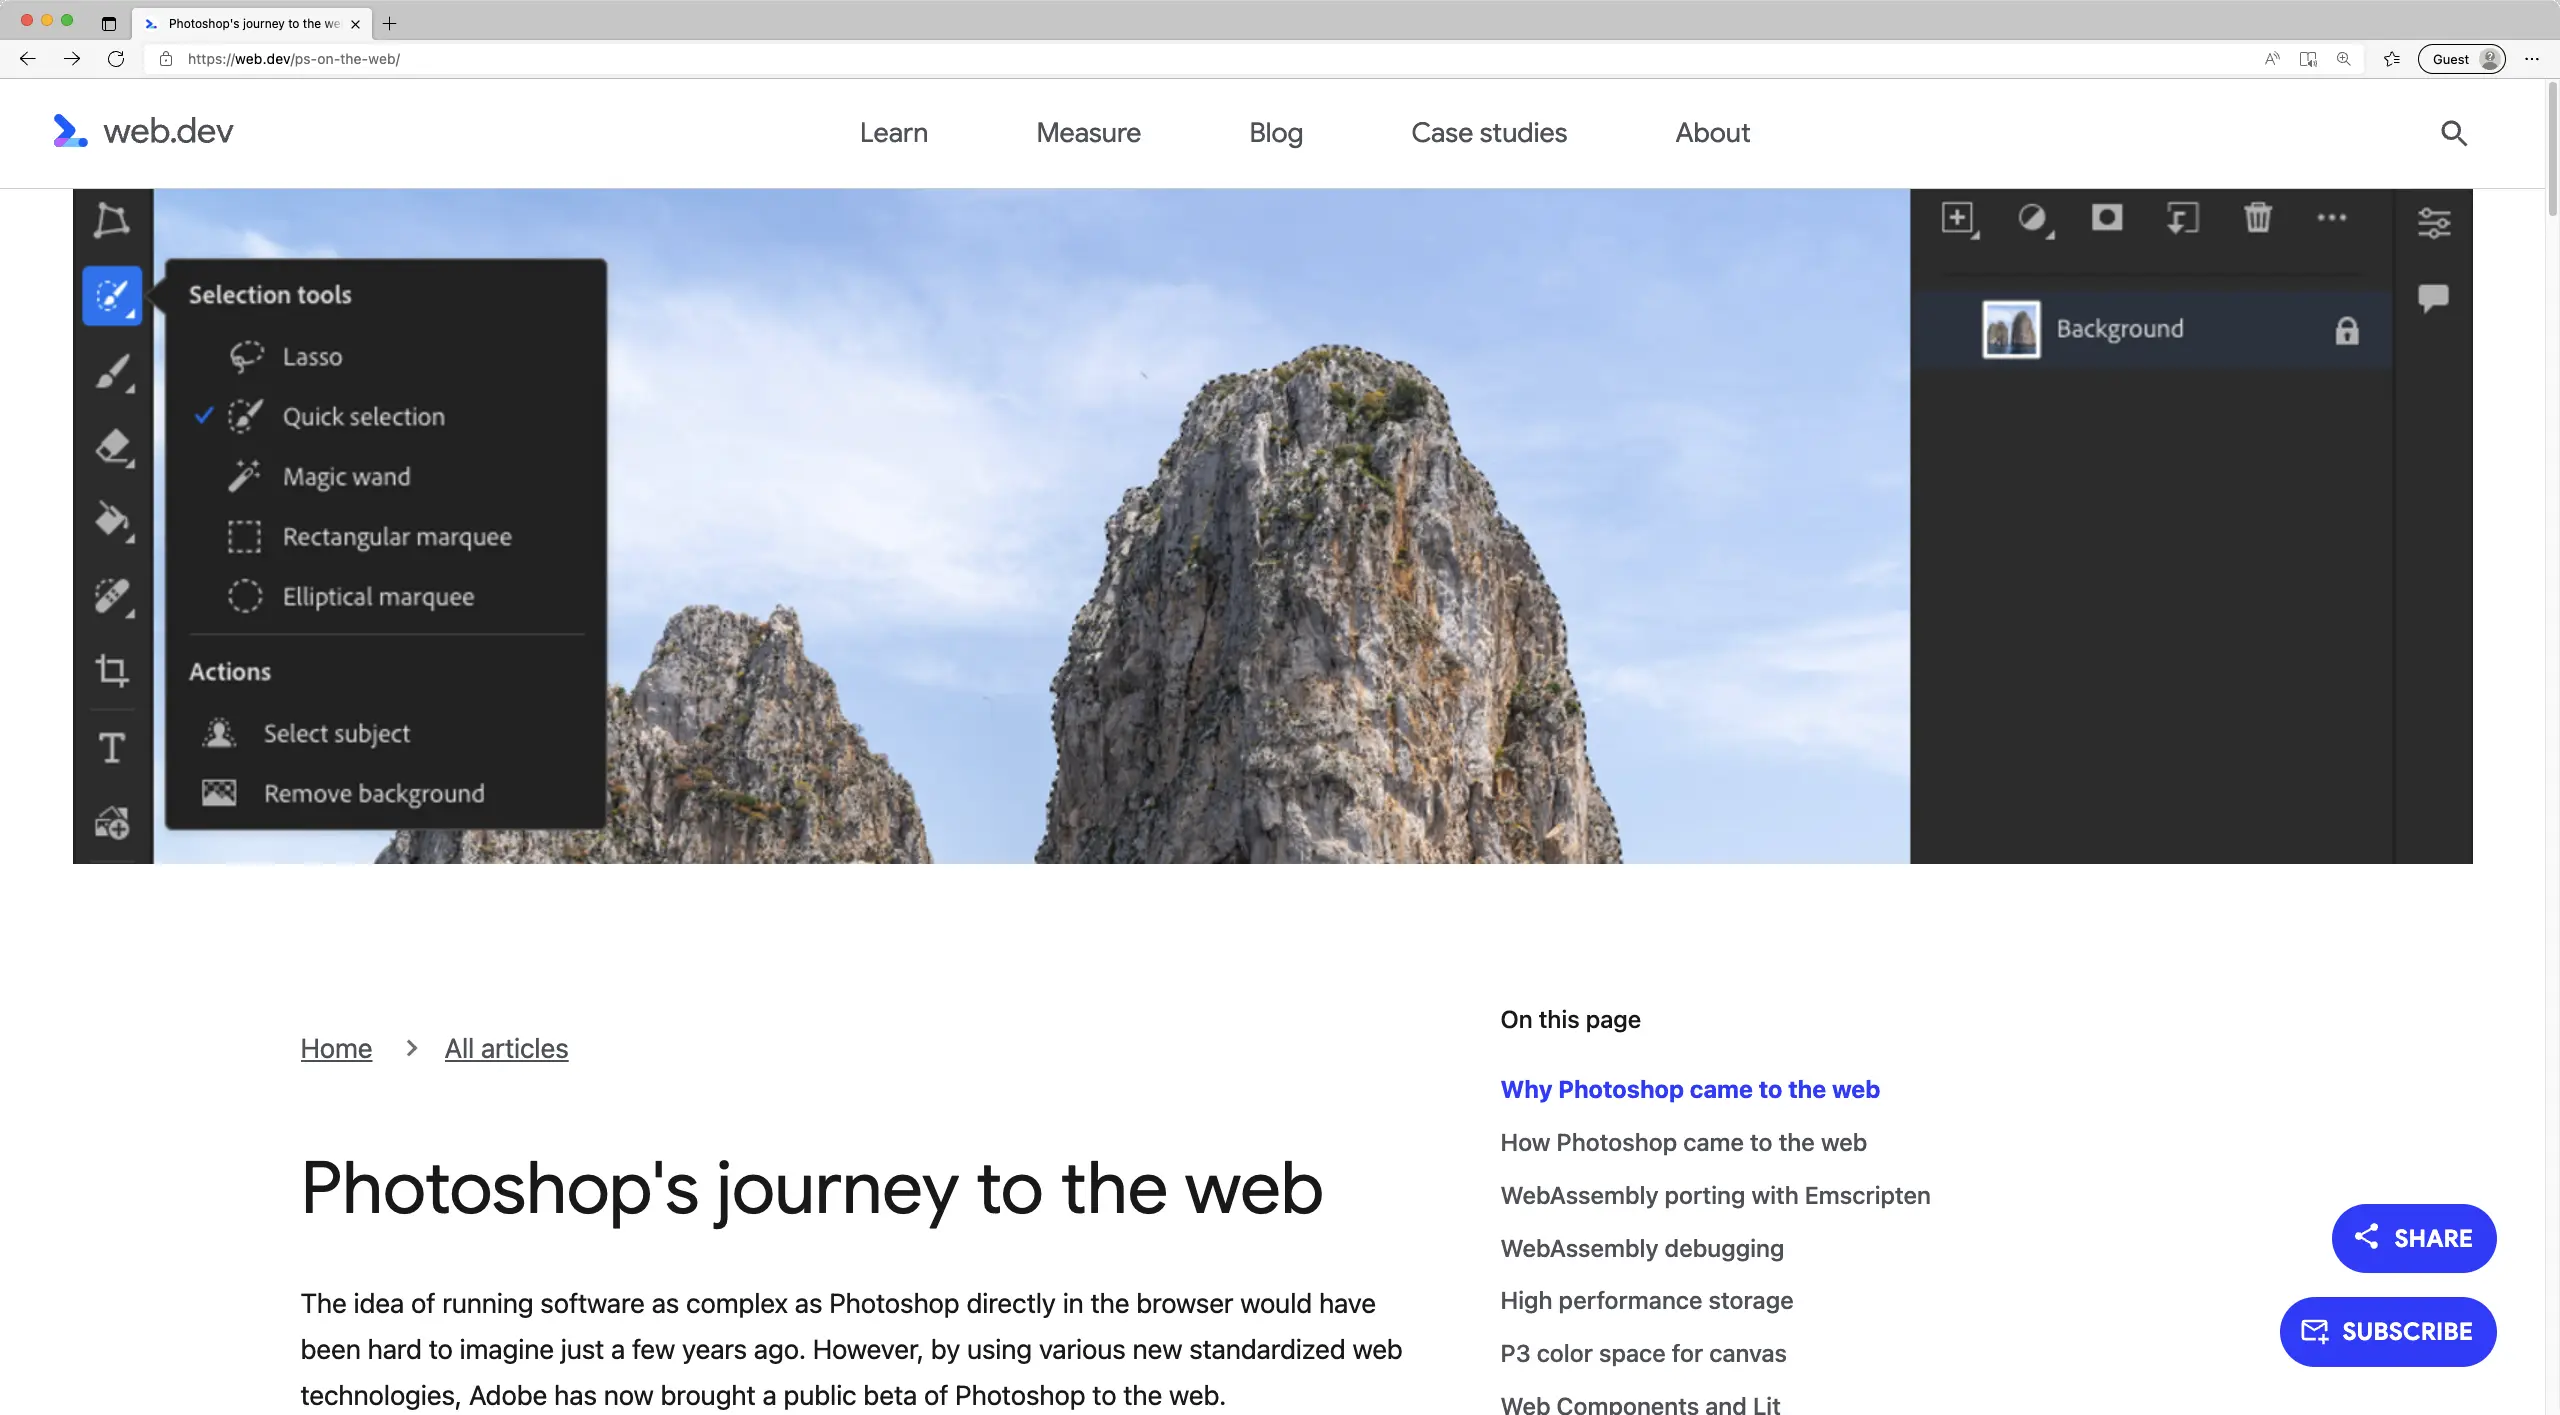 Photoshop's journey to the we
https://web.dev/ps-on-the-web/
Guest
web.dev
Learn
Measure
Blog
Case studies
About
Selection tools
Lasso
Quick selection
Magic wand
Rectangular marquee
Elliptical marquee
Actions
Select subject
Remove background
Background
Home
All articles
Photoshop's journey to the web
The idea of running software as complex as Photoshop directly in the browser would have
been hard to imagine just a few years ago. However, by using various new standardized web
technologies, Adobe has now brought a public beta of Photoshop to the web.
On this page
Why Photoshop came to the web
How Photoshop came to the web
WebAssembly porting with Emscripten
WebAssembly debugging
High performance storage
P3 color space for canvas
Web Components and Lit
SHARE
SUBSCRIBE